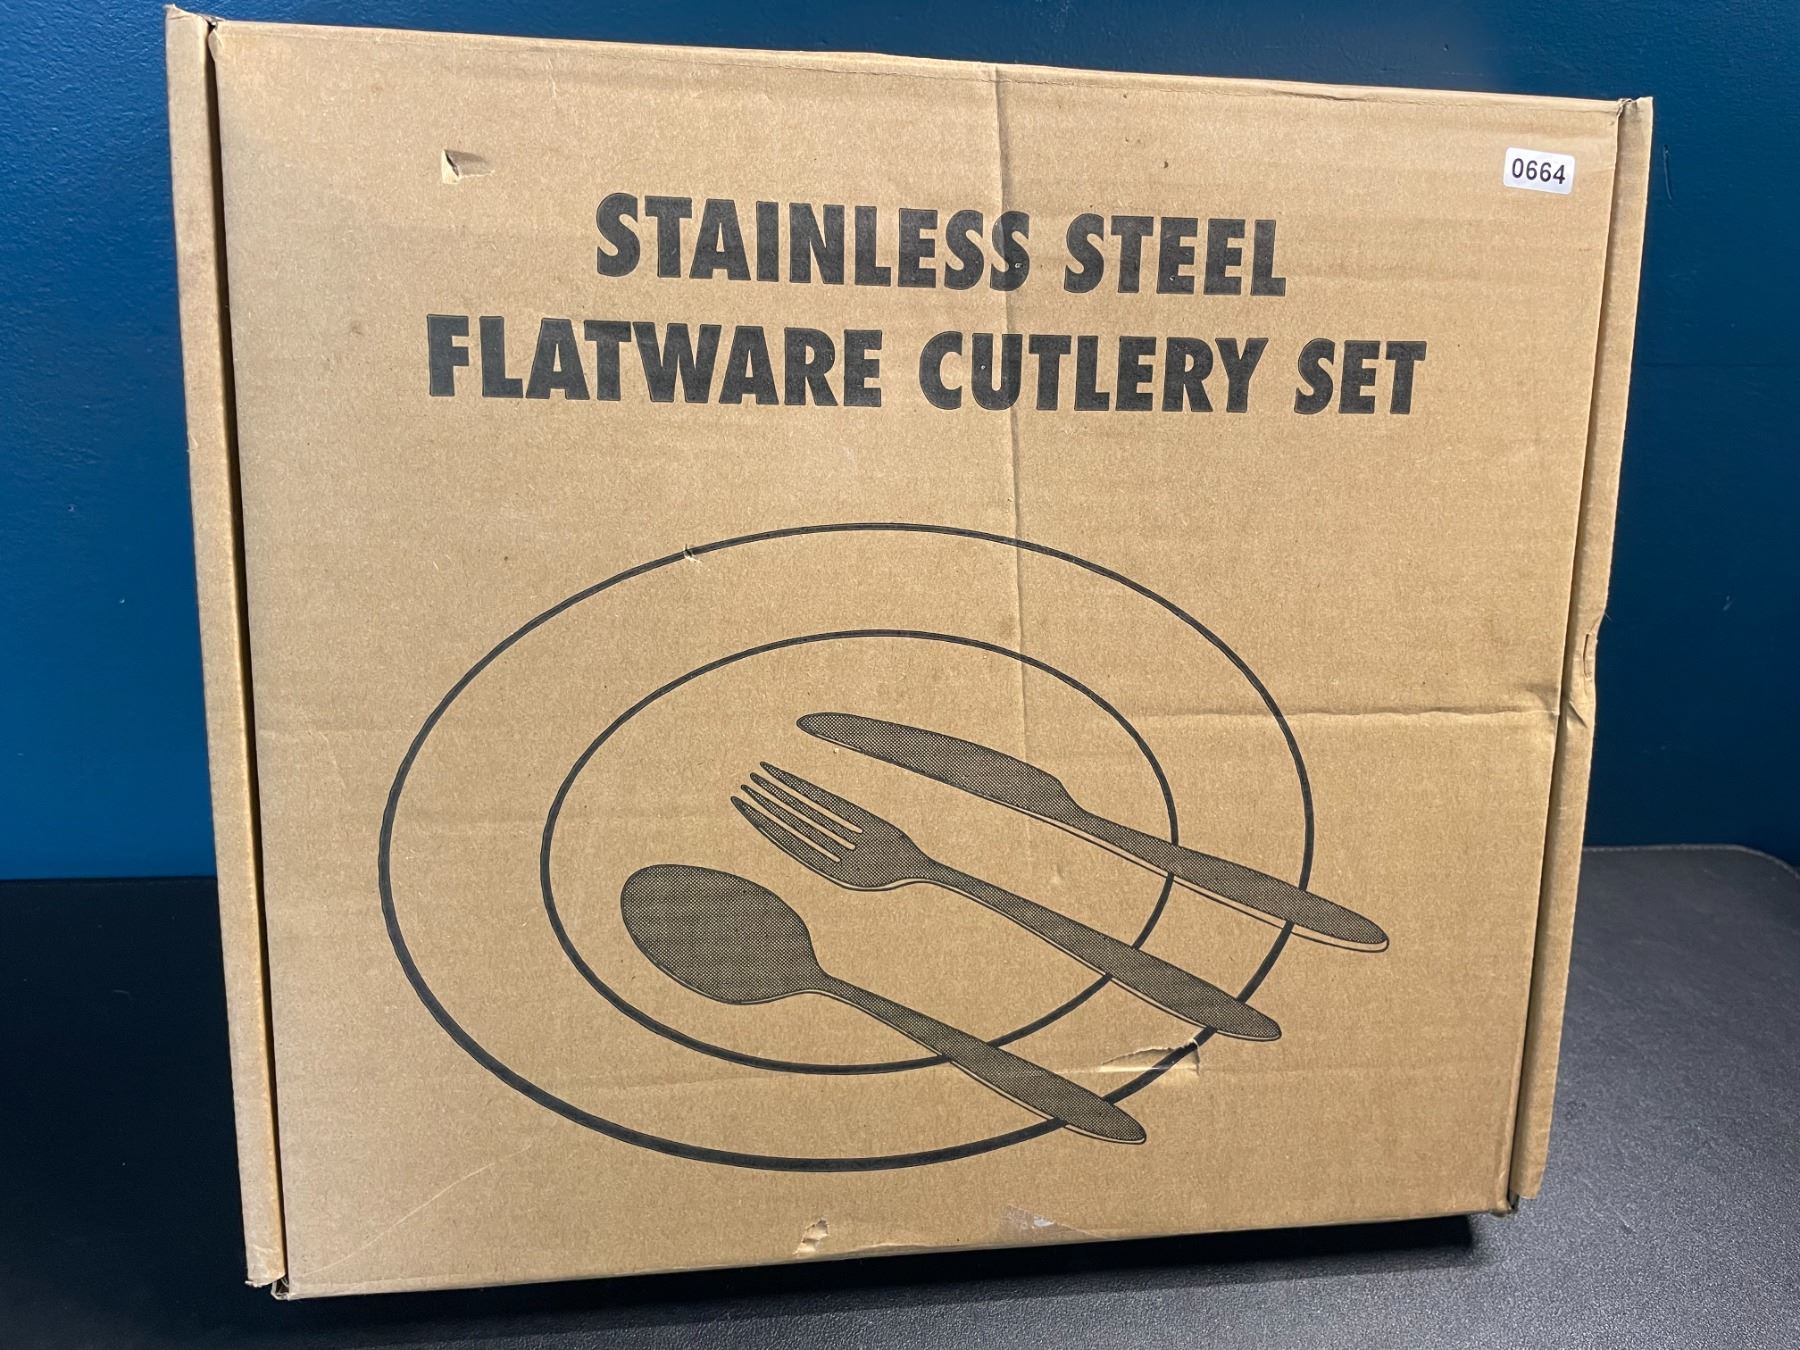 0664
STAINLESS STEEL
FLATWARE CUTLERY SET